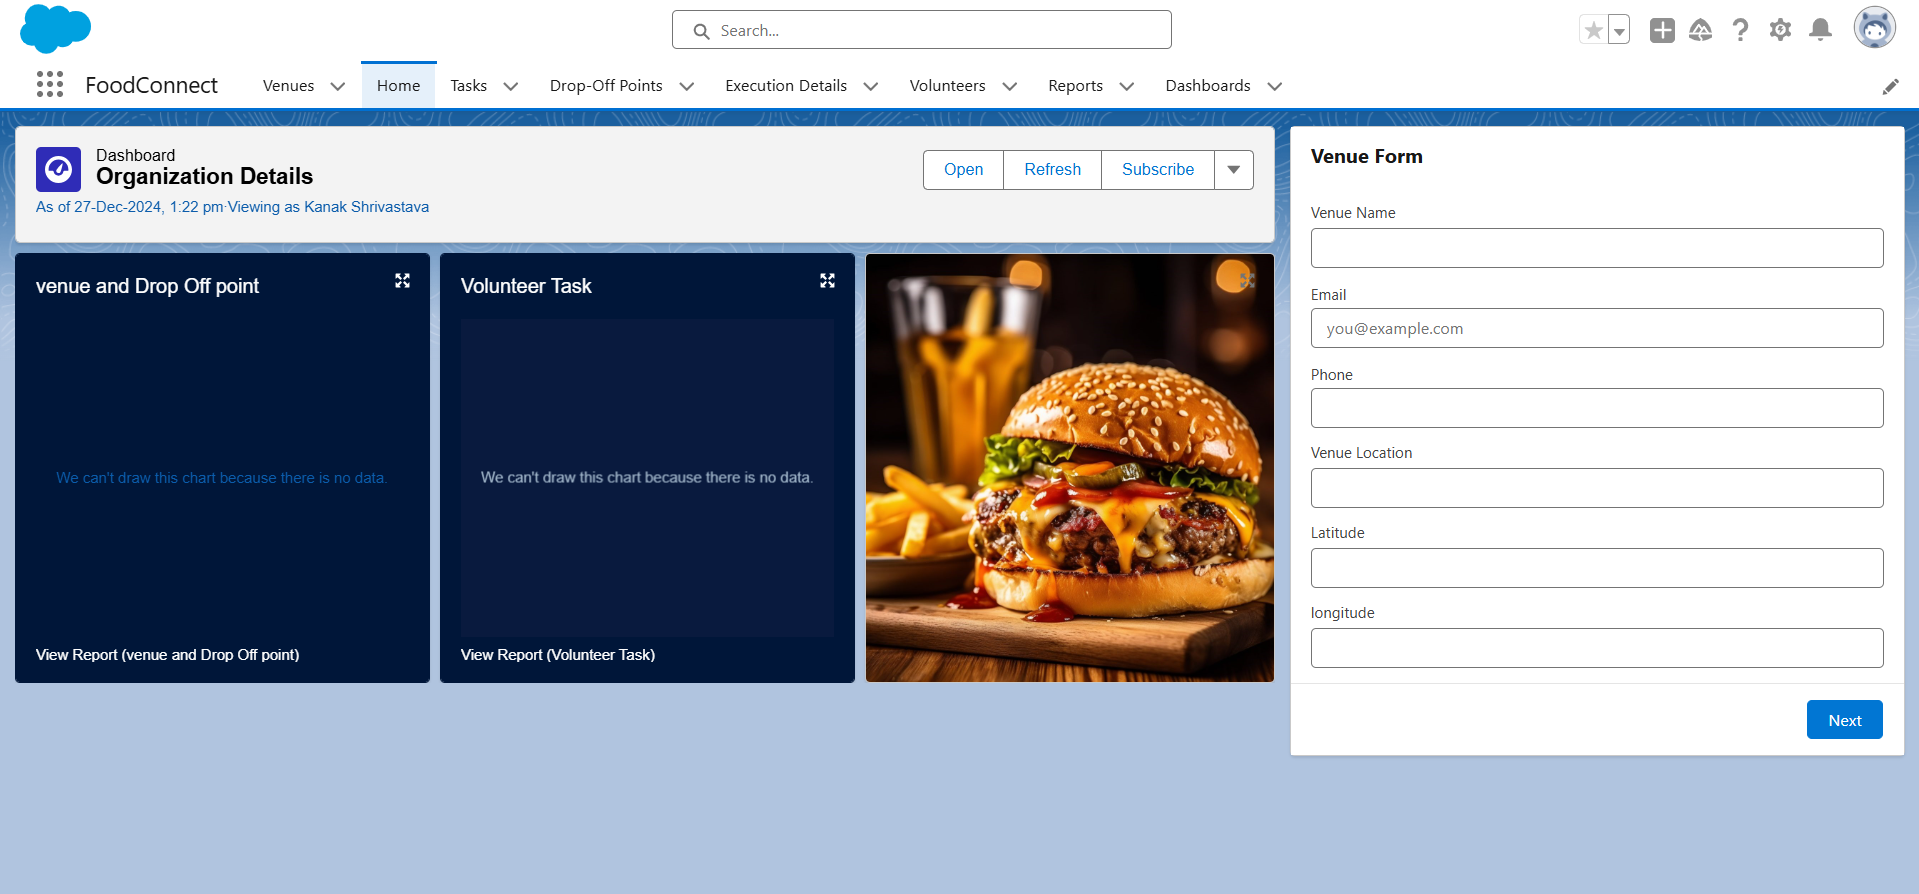 Search...
FoodConnect
Venues
Home
Tasks
Drop-Off Points
Execution Details
Volunteers
Reports
Dashboards
Dashboard
Organization Details
As of 27-Dec-2024, 1:22 pm·Viewing as Kanak Shrivastava
Open
Refresh
Subscribe
venue and Drop Off point
We can't draw this chart because there is no data.
View Report (venue and Drop Off point)
Volunteer Task
We can't draw this chart because there is no data.
View Report (Volunteer Task)
Venue Form
Venue Name
Email
you@example.com
Phone
Venue Location
Latitude
longitude
Next